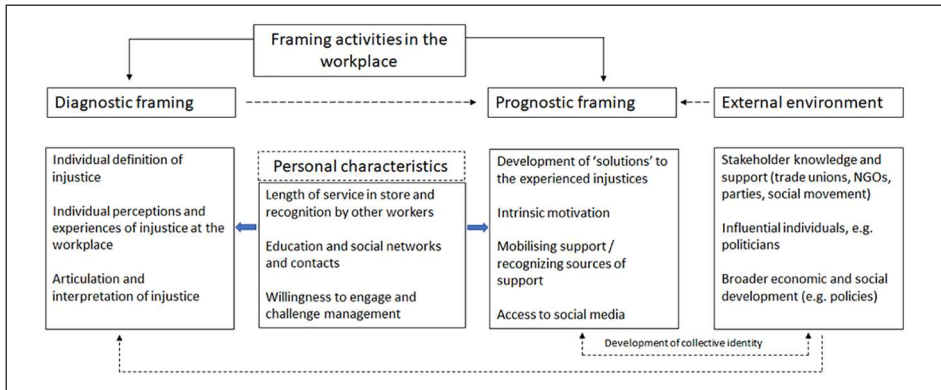 Framing activities in the
workplace
Diagnostic framing
Prognostic framing
External environment
Individual definition of
injustice
Individual perceptions and
experiences of injustice at the
workplace
Articulation and
interpretation of injustice
Personal characteristics
Length of service in store and
recognition by other workers
Education and social networks
and contacts
Willingness to engage and
challenge management
Development of ‘solutions’ to
the experienced injustices
Intrinsic motivation
Mobilising support /
recognizing sources of
support
Access to social media
Stakeholder knowledge and
support (trade unions, NGOs,
parties, social movement)
Influential individuals, e.g.
politicians
Broader economic and social
development (e.g. policies)
Development of collective identity